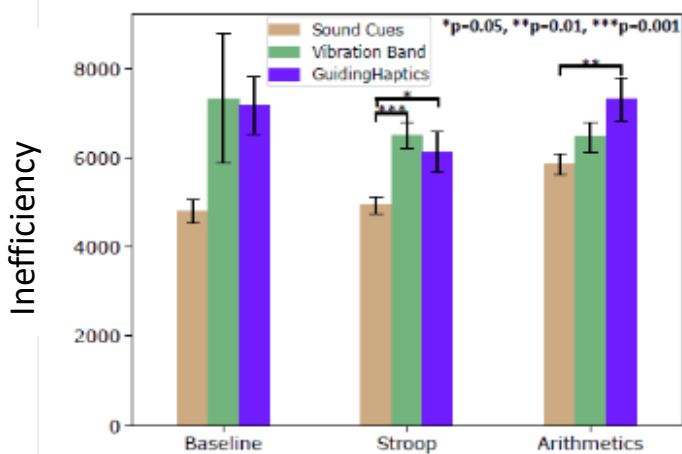 Sound Cues
Vibration Band
GuidingHaptics
*p=0.05, **p=0.01, ***p=0.001
8000
6000
4000
2000
0
Inefficiency
*
***
**
Baseline Stroop Arithmetics